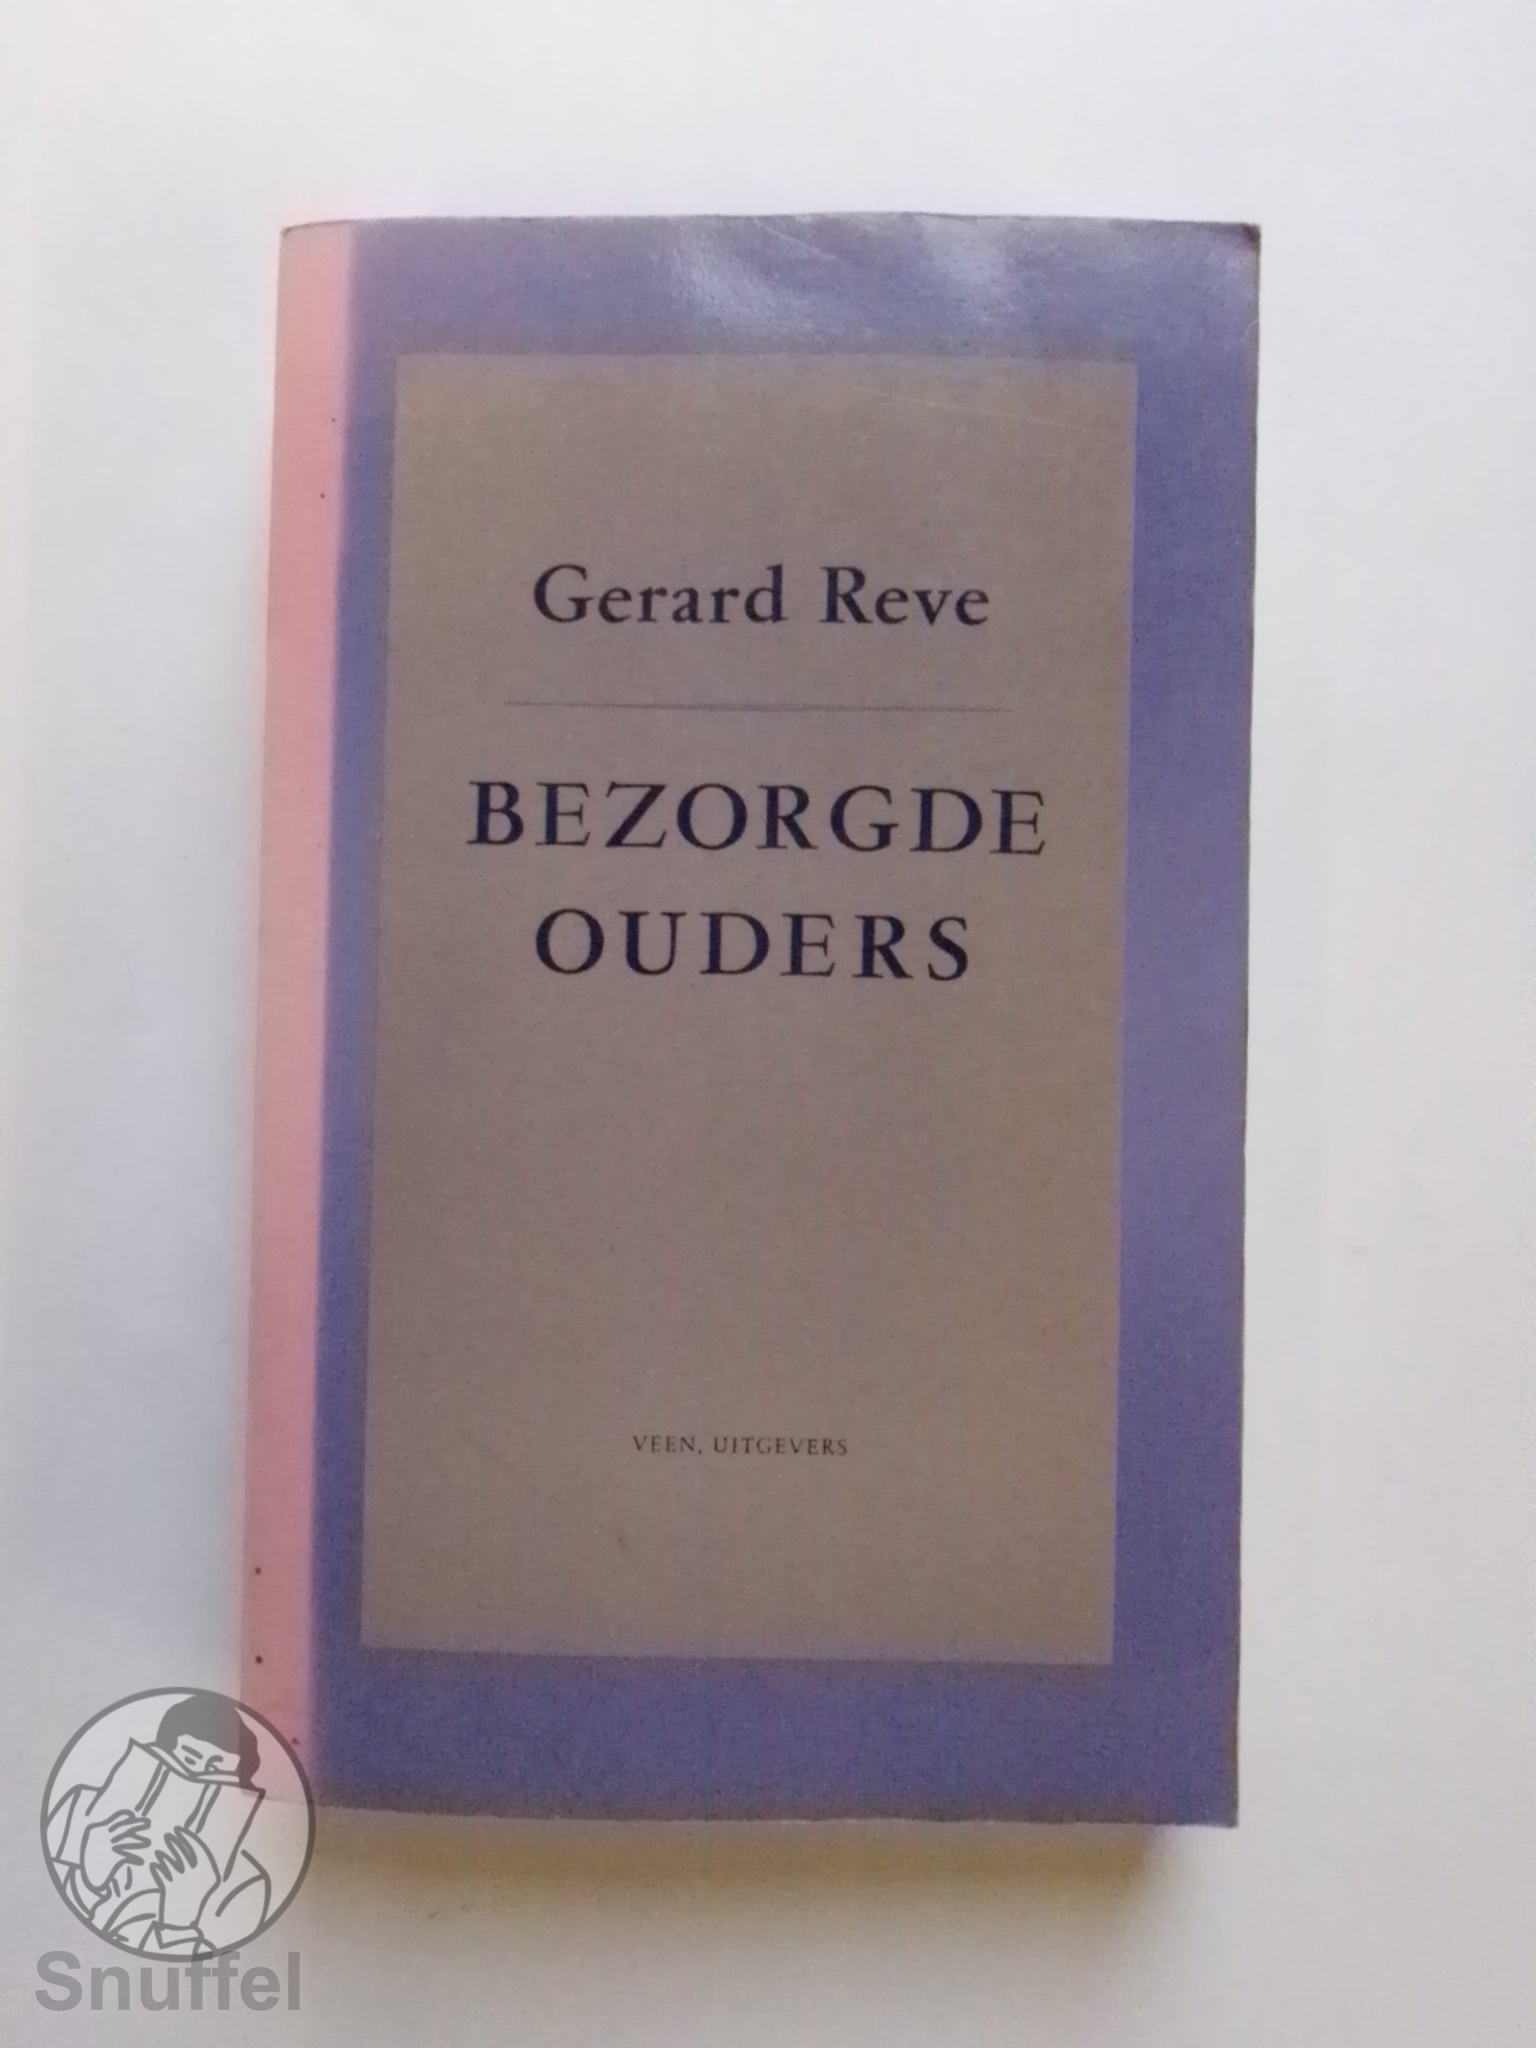 Gerard Reve
BEZORGDE
OUDERS
VEEN, UITGEVERS
Snuffel